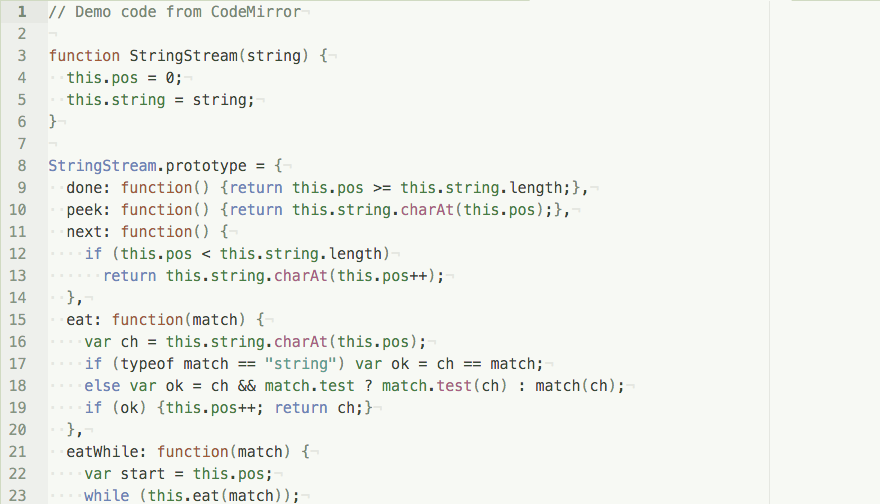 1 // Demo code from CodeMirror¬
2 ¬
3 function StringStream(string) {¬
4 ··this.pos = 0;¬
5 ··this.string = string;¬
6 }¬
7 ¬
8 StringStream.prototype = {¬
9 ··done: function() {return this.pos >= this.string.length;},¬
10 ··peek: function() {return this.string.charAt(this.pos);},¬
11 ··next: function() {¬
12 ····if (this.pos < this.string.length)¬
13 ······return this.string.charAt(this.pos++);¬
14 ··},¬
15 ··eat: function(match) {¬
16 ····var ch = this.string.charAt(this.pos);¬
17 ····if (typeof match == "string") var ok = ch == match;¬
18 ····else var ok = ch && match.test ? match.test(ch) : match(ch);¬
19 ····if (ok) {this.pos++; return ch;}¬
20 ··},¬
21 ··eatWhile: function(match) {¬
22 ····var start = this.pos;¬
23 ····while (this.eat(match));¬